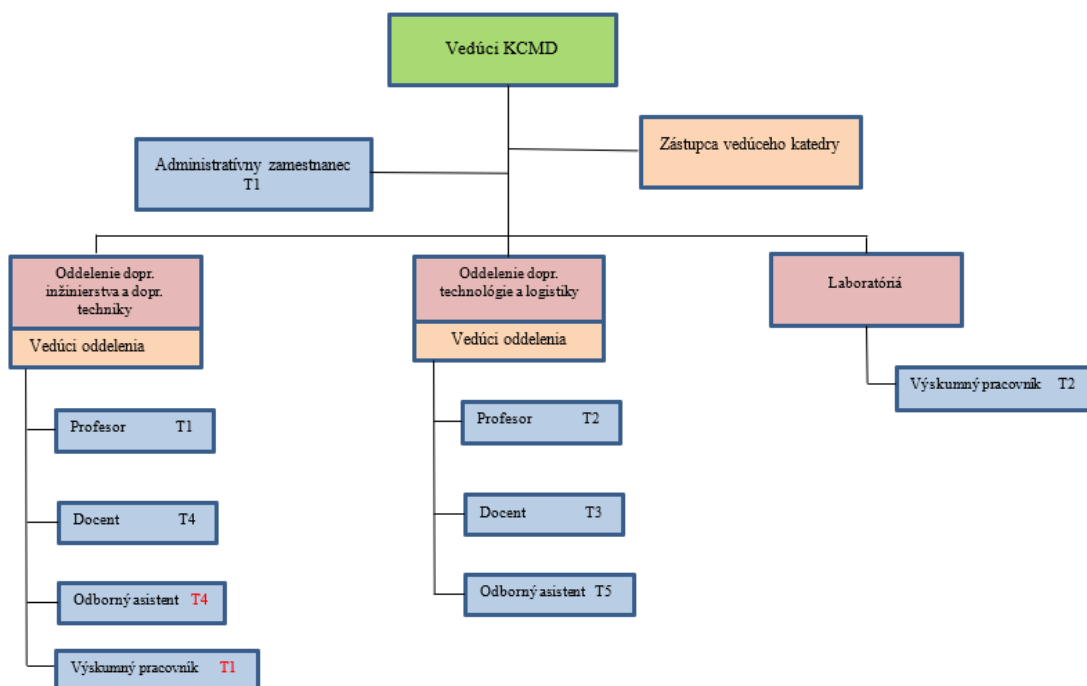 Vedúci KCMD
Zástupca vedúceho katedry
Administratívny zamestnanec
T1
Oddelenie dopr.
inžinierstva a dopr.
techniky
Vedúci oddelenia
Profesor T1
Docent T4
Odborný asistent T4
Výskumný pracovník T1
Oddelenie dopr.
technológie a logistiky
Vedúci oddelenia
Profesor T2
Docent T3
Odborný asistent T5
Laboratóriá
Výskumný pracovník T2